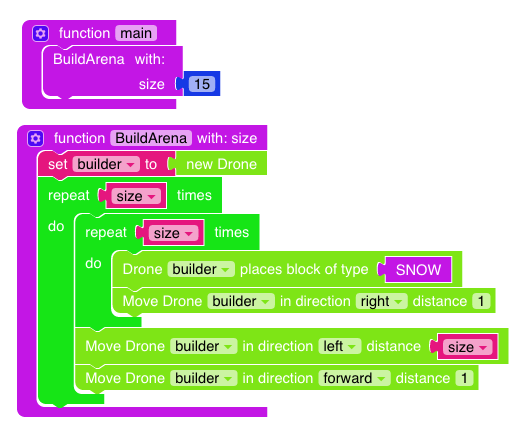 function main
BuildArena with:
size 15
function BuildArena with: size
set builder to new Drone
repeat size times
do repeat size times
do Drone builder places block of type SNOW
Move Drone builder in direction right distance 1
Move Drone builder in direction left distance size
Move Drone builder in direction forward distance 1